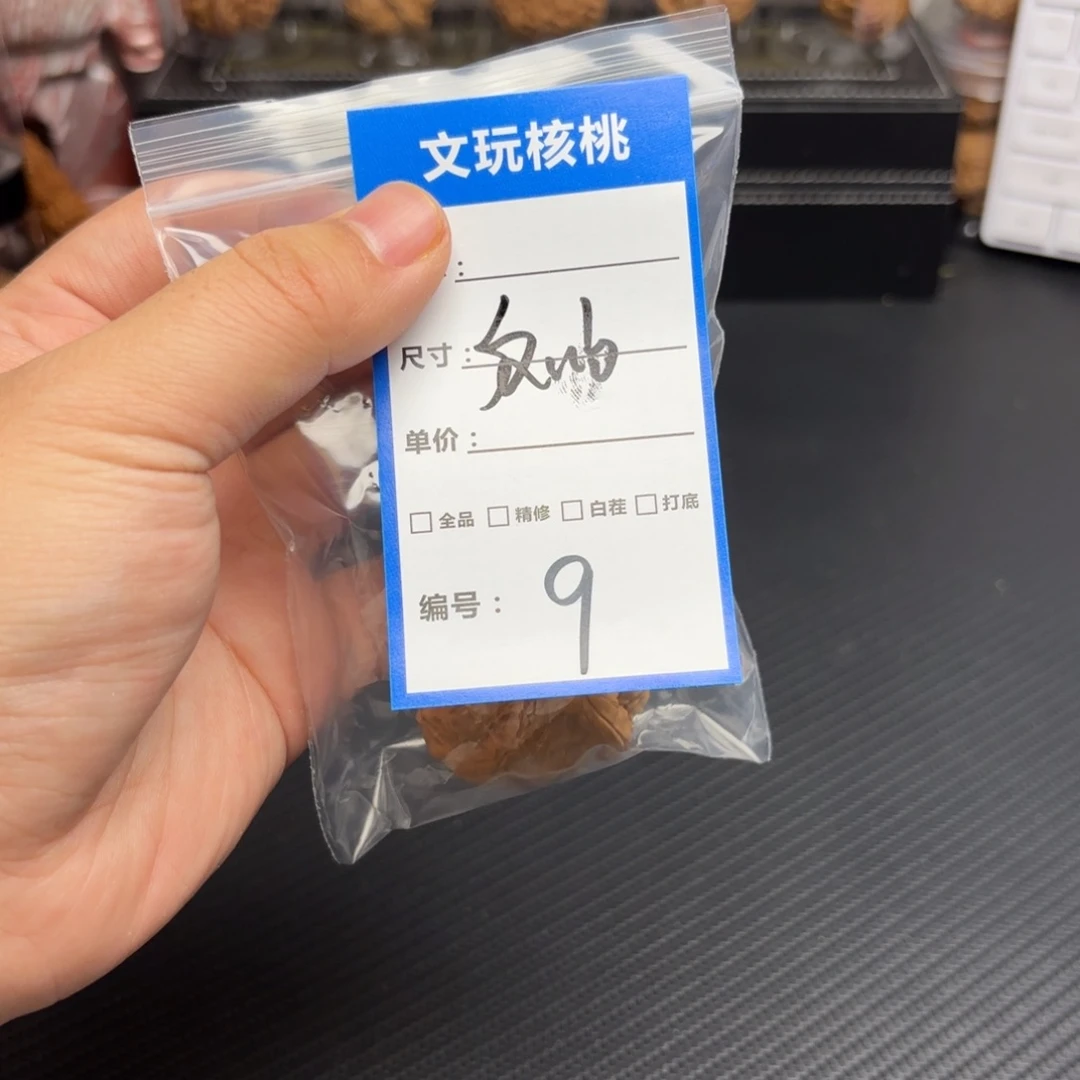 文玩核桃
:
尺寸:
单价:
□ 全品 □ 精修 □ 白茬 □ 打底
编号: 9